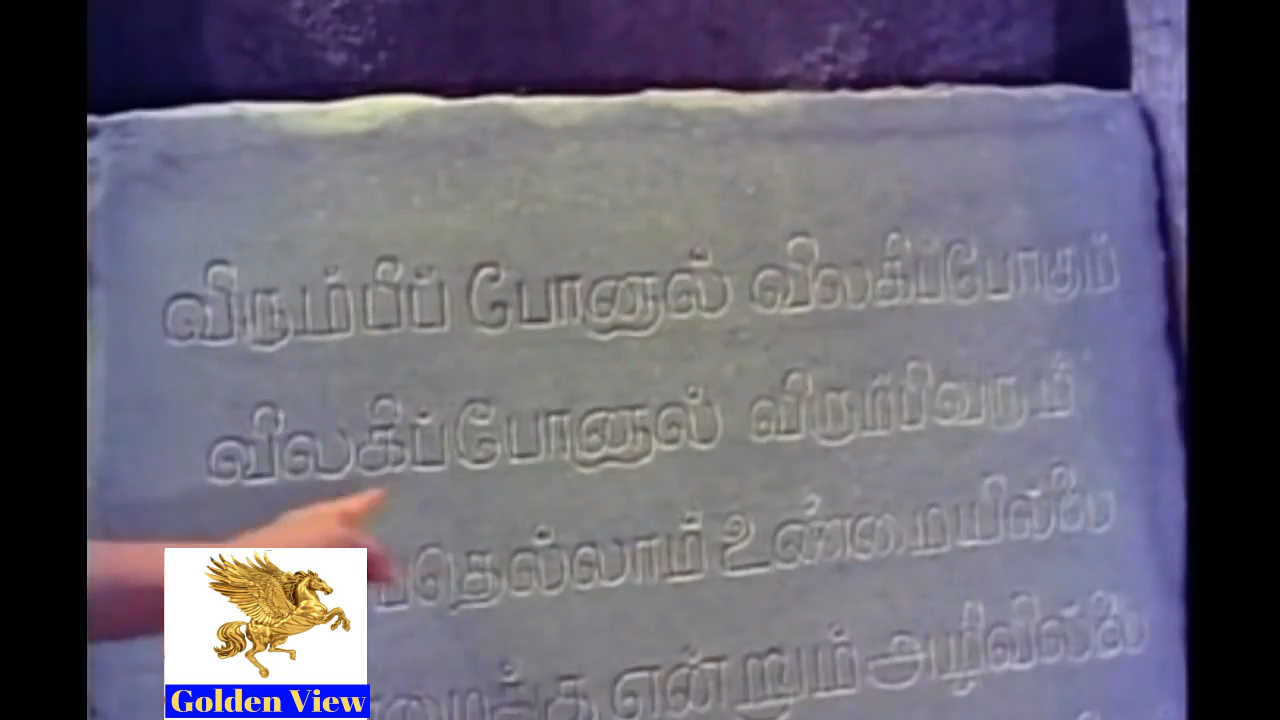 விரும்பீப் போனால் விலகிப்போகும்
விலகிப்போனால் விரும்பிவரும்
உண்மையில்லை
என்றும் அழிவில்லை
Golden View